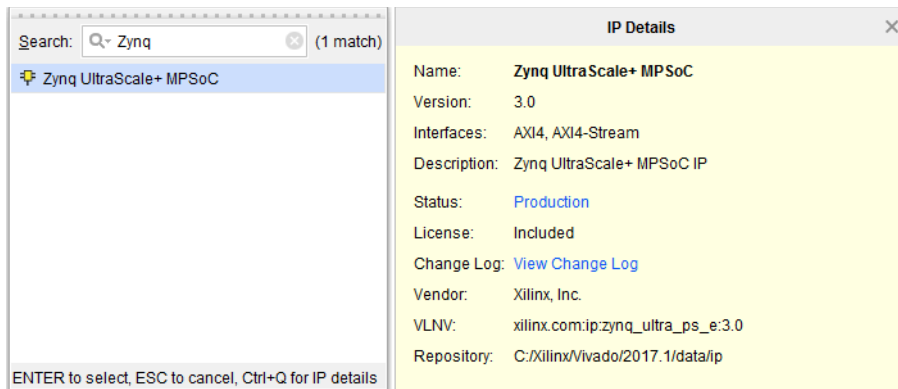 Search: Zynq (1 match)
Zynq UltraScale+ MPSoC
ENTER to select, ESC to cancel, Ctrl+Q for IP details
IP Details
Name: Zynq UltraScale+ MPSoC
Version: 3.0
Interfaces: AXI4, AXI4-Stream
Description: Zynq UltraScale+ MPSoC IP
Status: Production
License: Included
Change Log: View Change Log
Vendor: Xilinx, Inc.
VLNV: xilinx.com:ip:zynq_ultra_ps_e:3.0
Repository: C:/Xilinx/Vivado/2017.1/data/ip